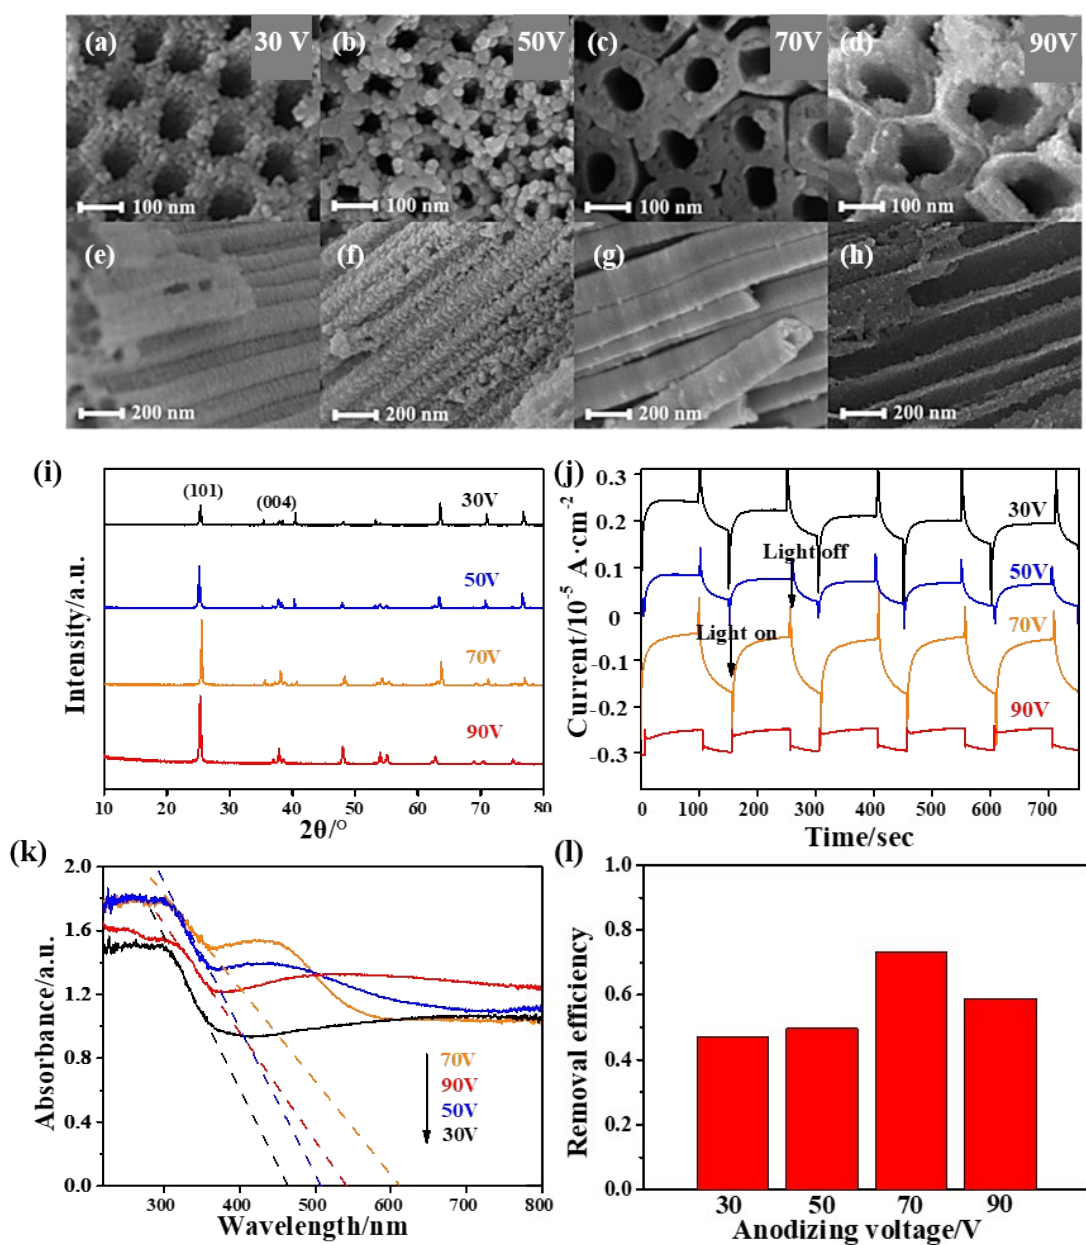 (a) 30 V (b) 50V (c) 70V (d) 90V
100 nm 100 nm 100 nm 100 nm
(e) (f) (g) (h)
200 nm 200 nm 200 nm 200 nm
(i)
Intensity/a.u.
(101)
(004)
30V
50V
70V
90V
10 20 30 40 50 60 70 80
2θ/°
(j)
Current/10⁻⁵ A·cm⁻²
0.3
0.2
0.1
0
-0.1
-0.2
-0.3
30V
Light off
50V
70V
Light on
90V
0 100 200 300 400 500 600 700
Time/sec
(k)
Absorbance/a.u.
2.0
1.6
1.2
0.8
0.4
0.0
70V
90V
50V
30V
300 400 500 600 700 800
Wavelength/nm
(l)
Removal efficiency
1.0
0.8
0.6
0.4
0.2
0.0
30 50 70 90
Anodizing voltage/V